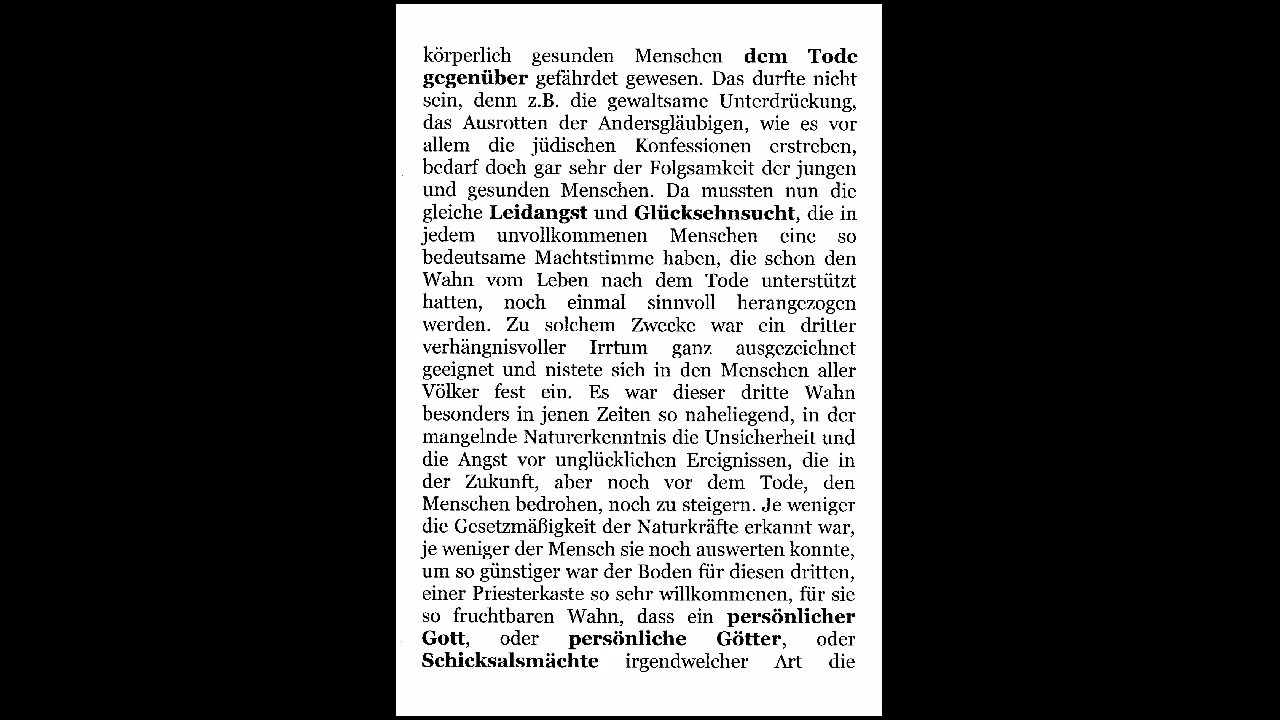 körperlich gesunden Menschen dem Tode
gegenüber gefährdet gewesen. Das durfte nicht
sein, denn z.B. die gewaltsame Unterdrückung,
das Ausrotten der Andersgläubigen, wie es vor
allem die jüdischen Konfessionen erstreben,
bedarf doch gar sehr der Folgsamkeit der jungen
und gesunden Menschen. Da mussten nun die
gleiche Leidangst und Glücksehnsucht, die in
jedem unvollkommenen Menschen eine so
bedeutsame Machtstimme haben, die schon den
Wahn vom Leben nach dem Tode unterstützt
hatten, noch einmal sinnvoll herangezogen
werden. Zu solchem Zwecke war ein dritter
verhängnisvoller Irrtum ganz ausgezeichnet
geeignet und nistete sich in den Menschen aller
Völker fest ein. Es war dieser dritte Wahn
besonders in jenen Zeiten so naheliegend, in der
mangelnde Naturerkenntnis die Unsicherheit und
die Angst vor unglücklichen Ereignissen, die in
der Zukunft, aber noch vor dem Tode, den
Menschen bedrohen, noch zu steigern. Je weniger
die Gesetzmäßigkeit der Naturkräfte erkannt war,
je weniger der Mensch sie noch auswerten konnte,
um so günstiger war der Boden für diesen dritten,
einer Priesterkaste so sehr willkommenen, für sie
so fruchtbaren Wahn, dass ein persönlicher
Gott, oder persönliche Götter, oder
Schicksalsmächte irgendwelcher Art die